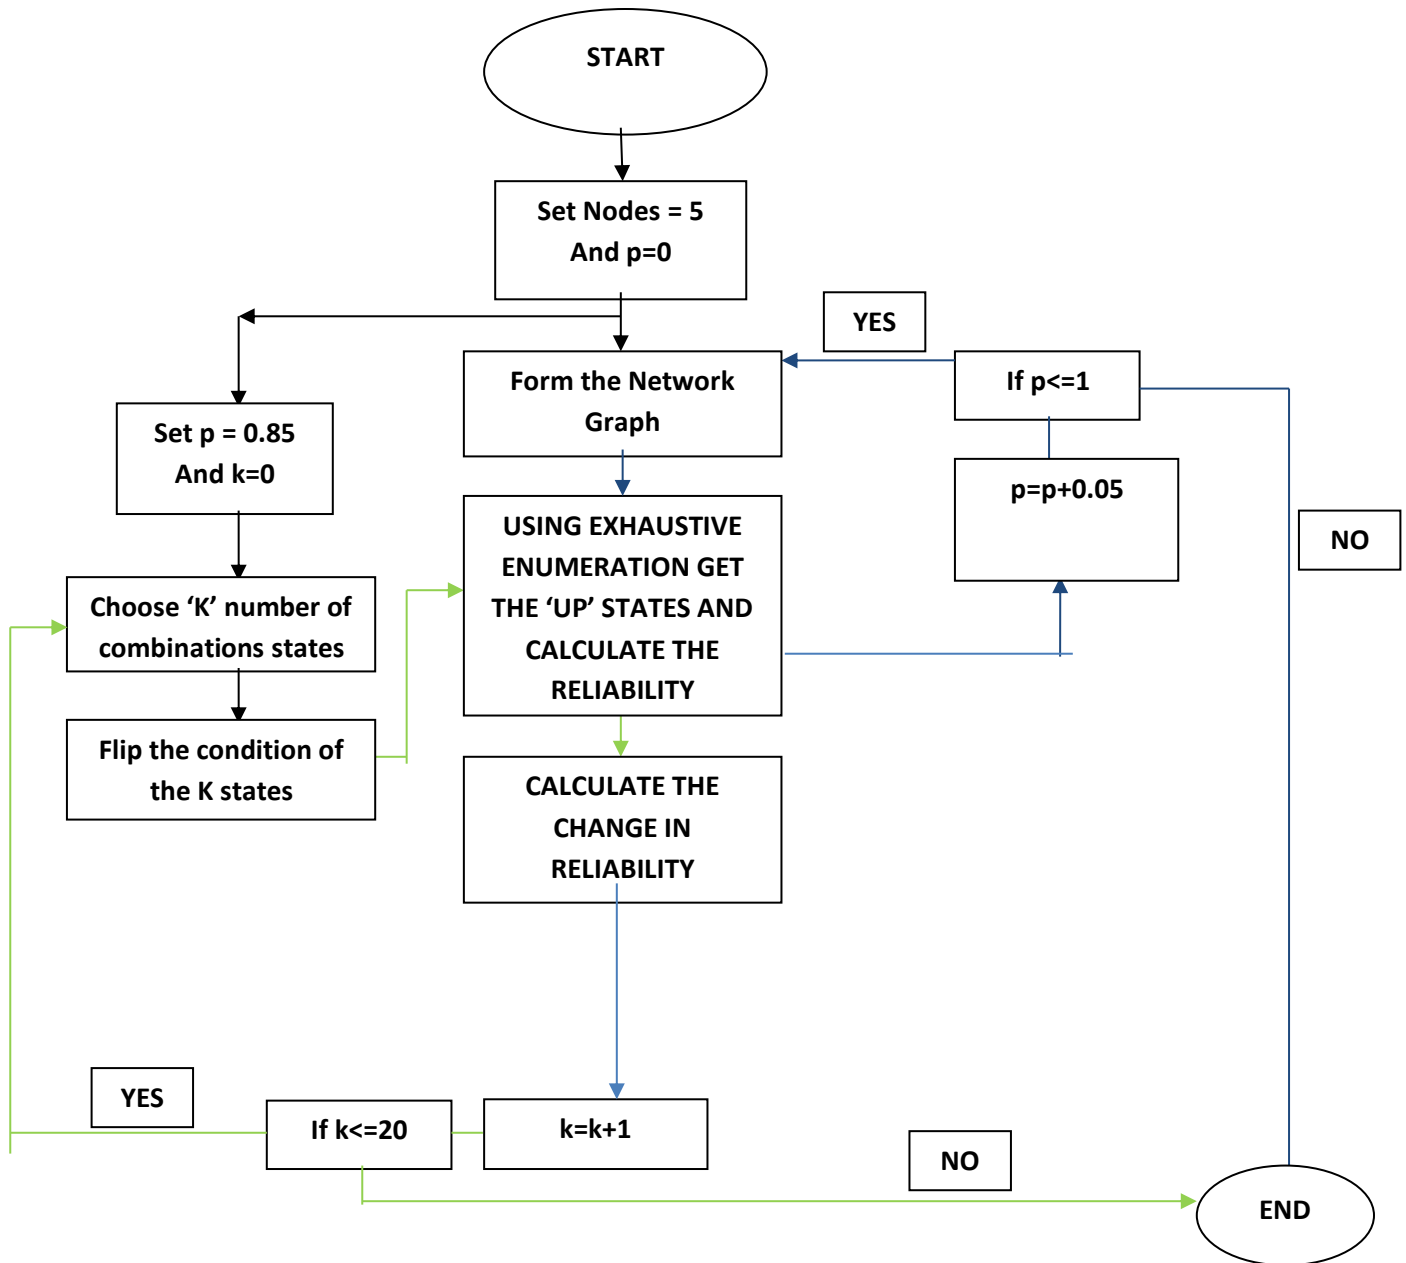 START
Set Nodes = 5
And p=0
YES
Form the Network
Graph
If p<=1
Set p = 0.85
And k=0
p=p+0.05
NO
USING EXHAUSTIVE
ENUMERATION GET
THE ‘UP’ STATES AND
CALCULATE THE
RELIABILITY
Choose ‘K’ number of
combinations states
Flip the condition of
the K states
CALCULATE THE
CHANGE IN
RELIABILITY
YES
If k<=20
k=k+1
NO
END